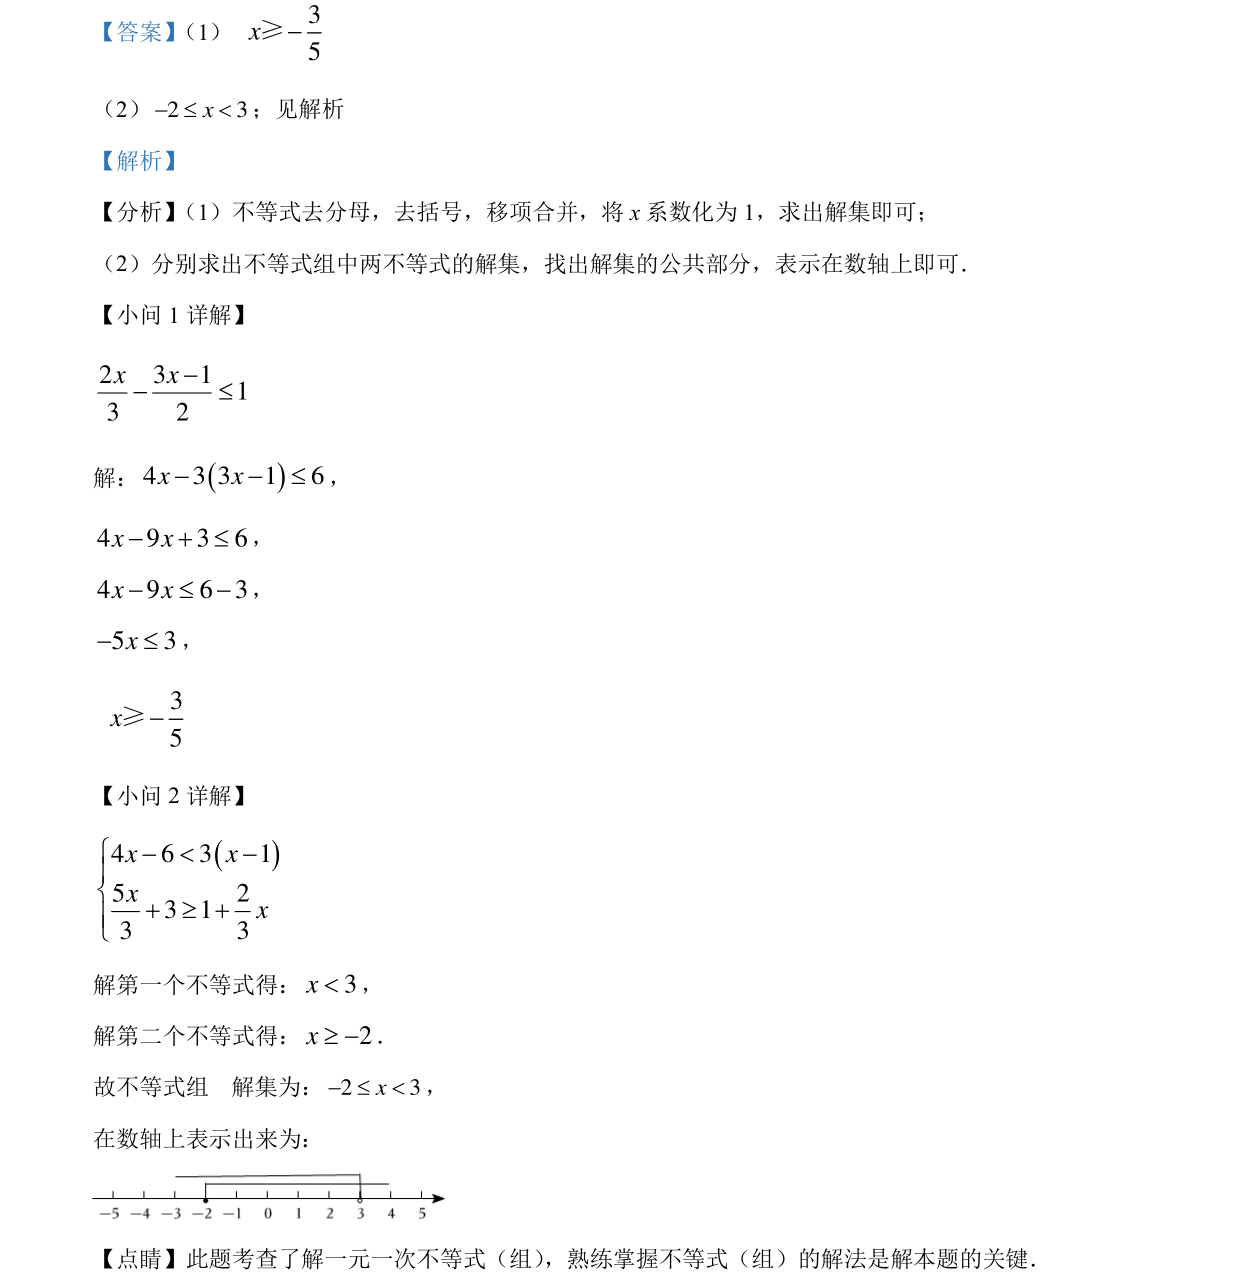 【答案】（1） x≥-3/5
（2）-2≤x<3；见解析
【解析】
【分析】（1）不等式去分母，去括号，移项合并，将 x 系数化为 1，求出解集即可；
（2）分别求出不等式组中两不等式的解集，找出解集的公共部分，表示在数轴上即可．
【小问 1 详解】
2x/3-(3x-1)/2≤1
解：4x-3(3x-1)≤6，
4x-9x+3≤6，
4x-9x≤6-3，
-5x≤3，
x≥-3/5
【小问 2 详解】
{4x-6<3(x-1)
5x/3+3≥1+2/3x
解第一个不等式得：x<3，
解第二个不等式得：x≥-2．
故不等式组 解集为：-2≤x<3，
在数轴上表示出来为：
-5 -4 -3 -2 -1 0 1 2 3 4 5
【点睛】此题考查了解一元一次不等式（组），熟练掌握不等式（组）的解法是解本题的关键．